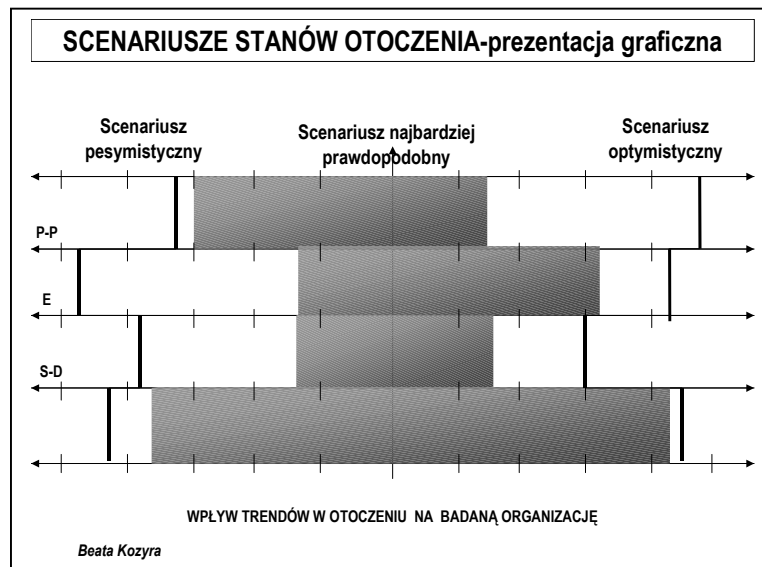 SCENARIUSZE STANÓW OTOCZENIA-prezentacja graficzna
Scenariusz
pesymistyczny
Scenariusz najbardziej
prawdopodobny
Scenariusz
optymistyczny
P-P
E
S-D
WPŁYW TRENDÓW W OTOCZENIU NA BADANĄ ORGANIZACJĘ
Beata Kozyra